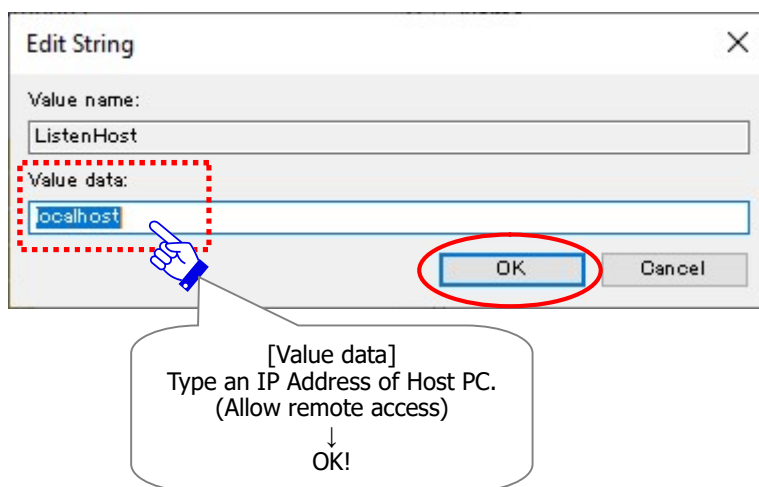 Edit String
Value name:
ListenHost
Value data:
localhost
OK Cancel
[Value data]
Type an IP Address of Host PC.
(Allow remote access)
↓
OK!